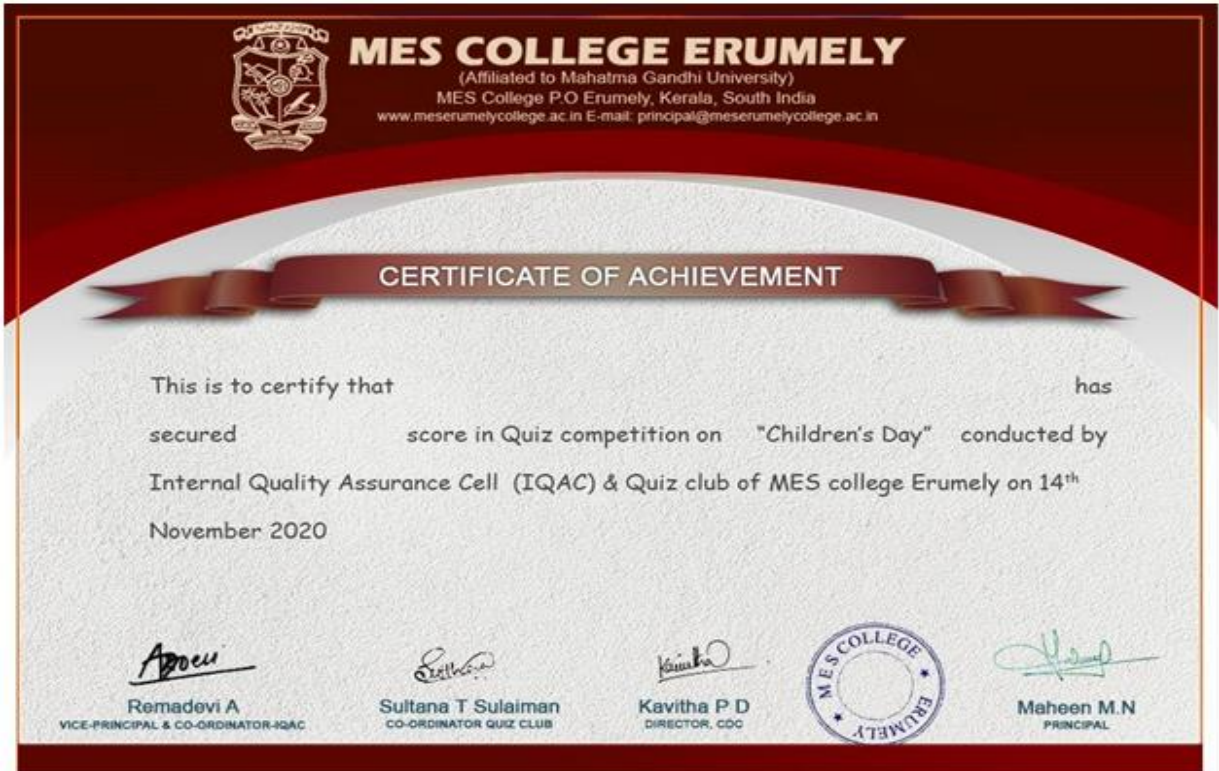 MES COLLEGE ERUMELY
(Affiliated to Mahatma Gandhi University)
MES College P.O Erumely, Kerala, South India
www.meserumelycollege.ac.in E-mail: principal@meserumelycollege.ac.in
CERTIFICATE OF ACHIEVEMENT
This is to certify that has
secured score in Quiz competition on “Children’s Day” conducted by
Internal Quality Assurance Cell (IQAC) & Quiz club of MES college Erumely on 14th
November 2020
Remadevi A
VICE-PRINCIPAL & CO-ORDINATOR-IQAC
Sultana T Sulaiman
CO-ORDINATOR QUIZ CLUB
Kavitha
Kavitha P D
DIRECTOR, CDC
MES COLLEGE ★ ERUMELY ★
Maheen M.N
PRINCIPAL